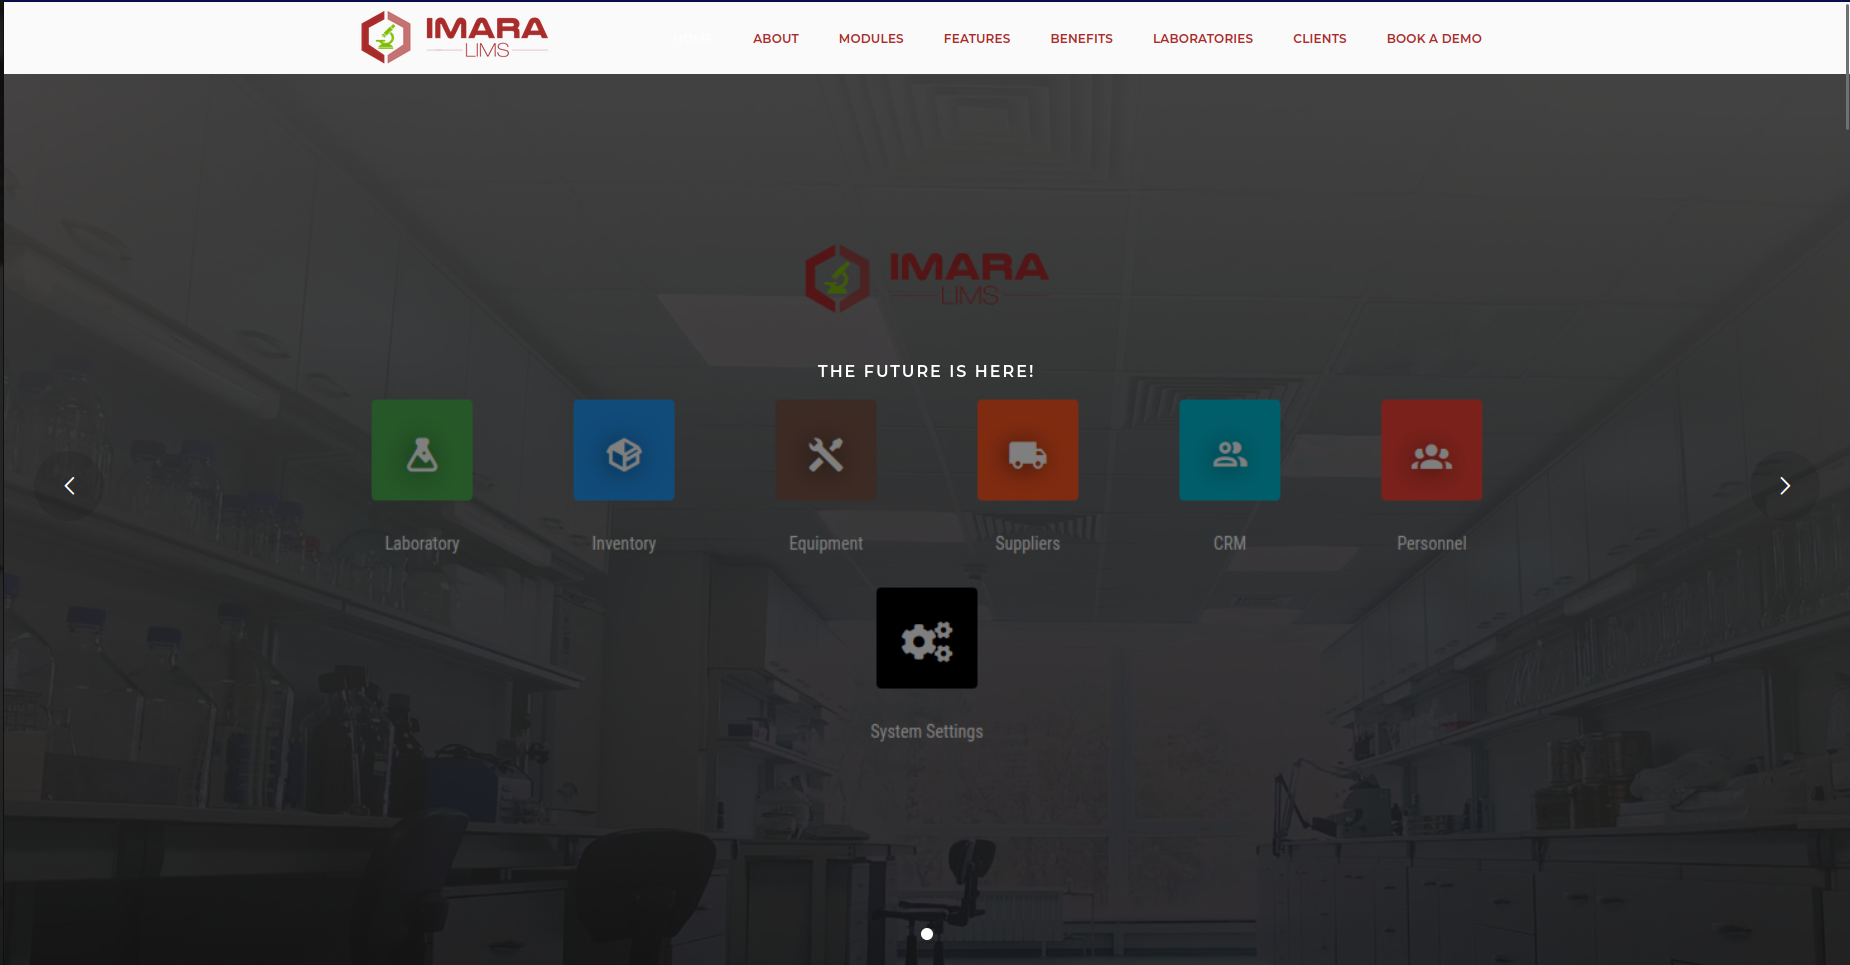 IMARA
LIMS
ABOUT
MODULES
FEATURES
BENEFITS
LABORATORIES
CLIENTS
BOOK A DEMO
IMARA
LIMS
THE FUTURE IS HERE!
Laboratory
Inventory
Equipment
Suppliers
CRM
Personnel
System Settings